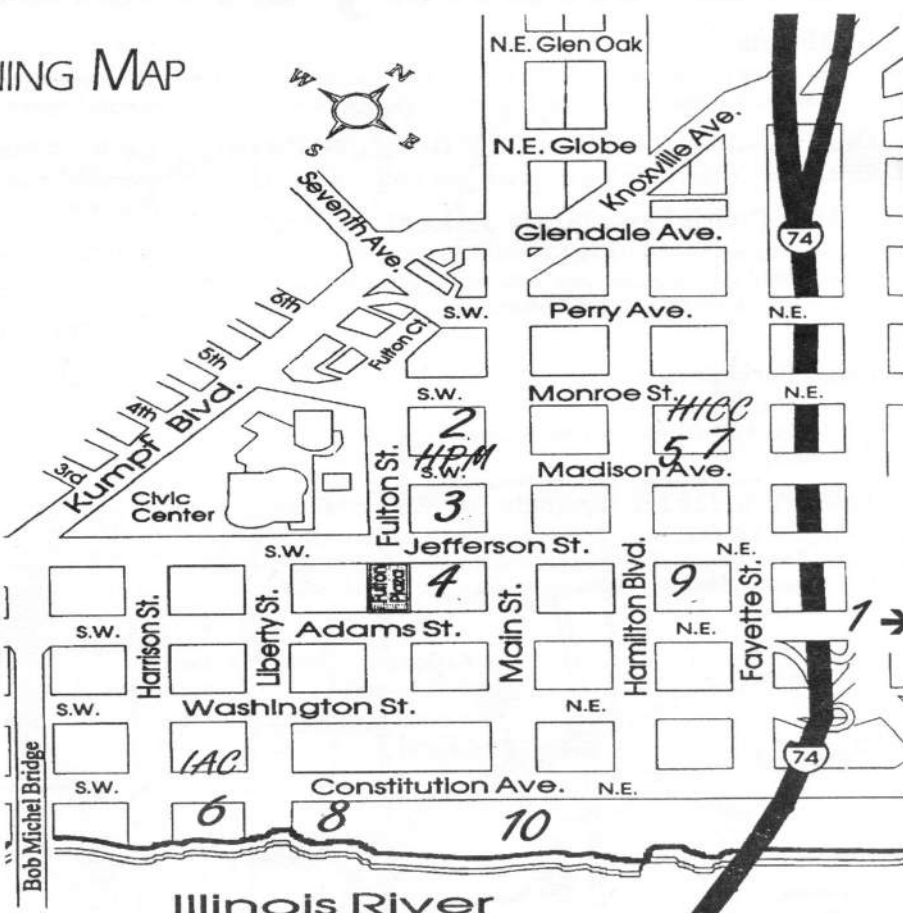 NING MAP
N.E. Glen Oak
W
N
S
E
N.E. Globe
Knoxville Ave.
Seventh Ave.
Glendale Ave.
74
6th
S.W.
Perry Ave.
N.E.
5th
Fulton Ct
4th
S.W.
Monroe St.
N.E.
2
HICC
5 7
3rd
Kumpf Blvd.
HPM
S.W.
Madison Ave.
Civic
Center
Fulton St.
3
S.W.
Jefferson St.
N.E.
Fulton
Plaza
4
9
Harrison St.
Liberty St.
Main St.
Hamilton Blvd.
Fayette St.
1
S.W.
Adams St.
N.E.
S.W.
Washington St.
N.E.
IAC
74
Bob Michel Bridge
S.W.
Constitution Ave.
N.E.
6
8
10
Illinois River